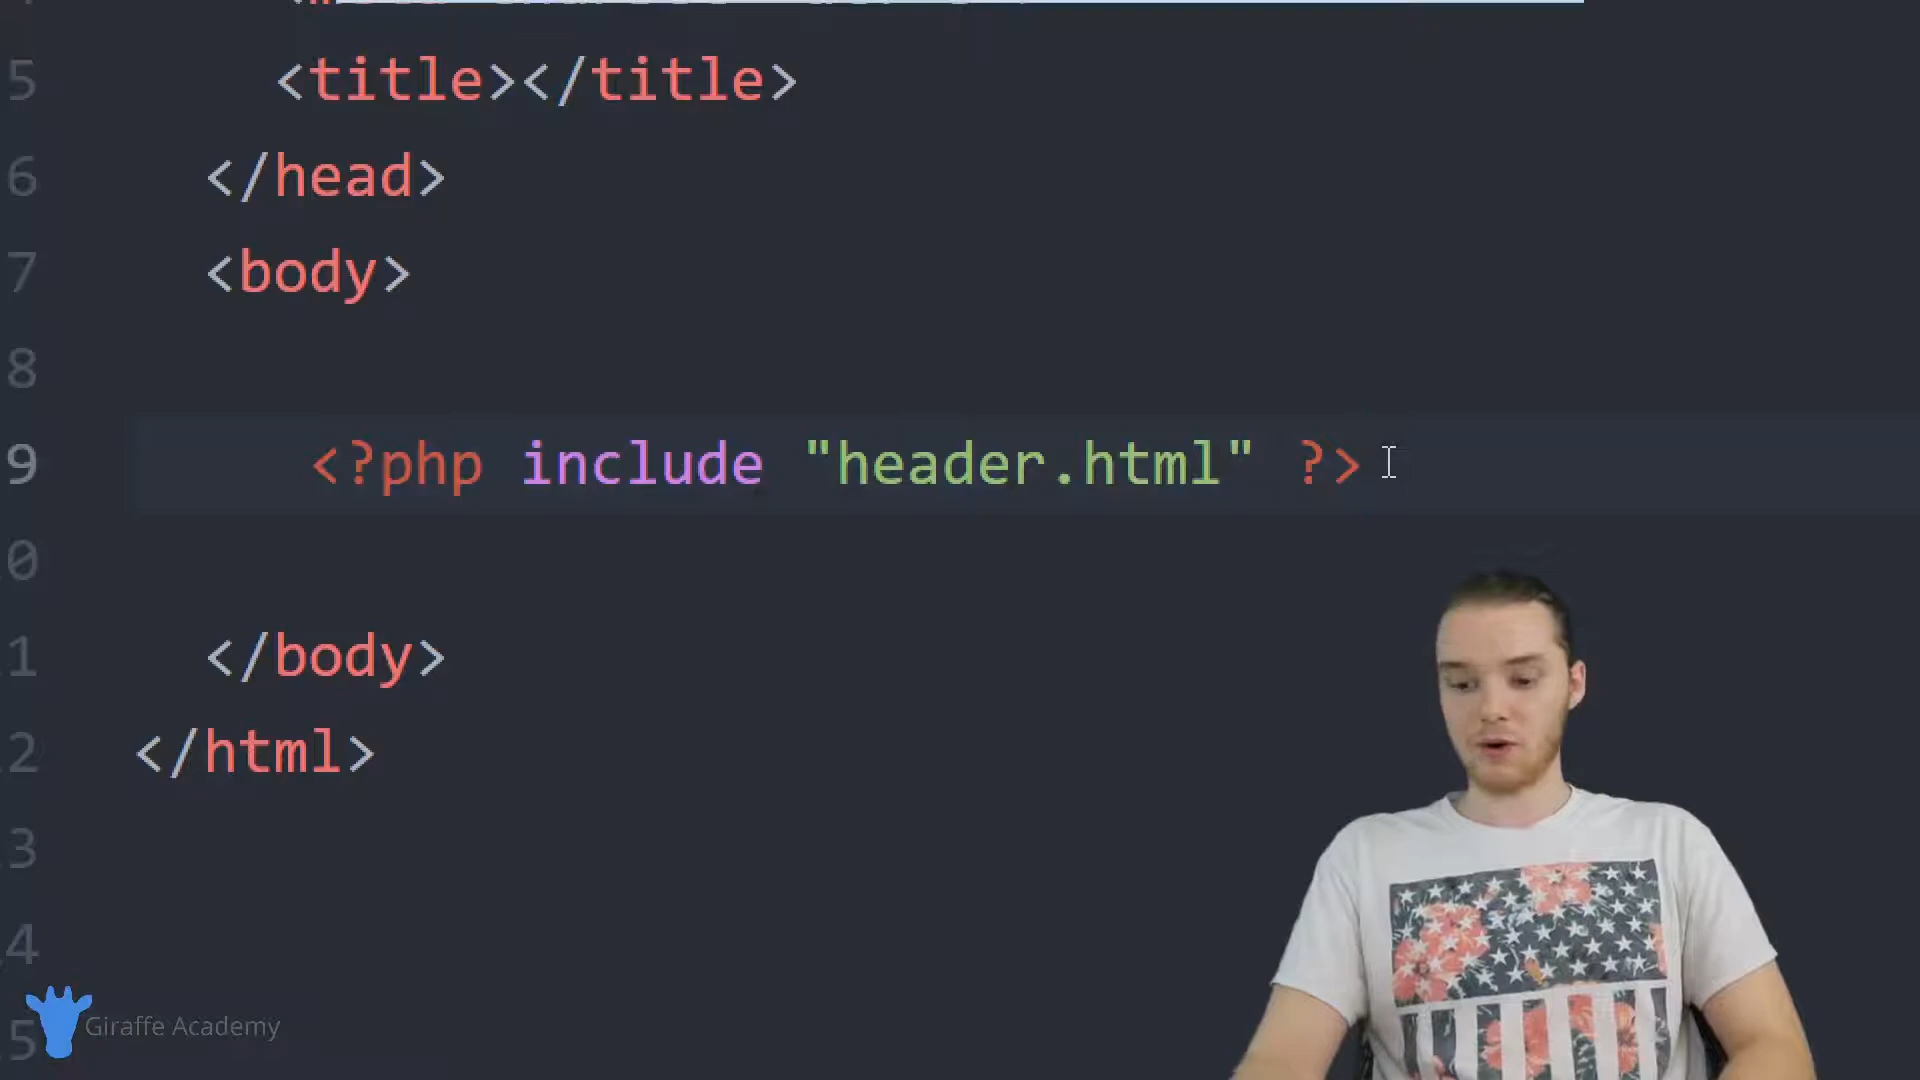 5 <title></title>
6 </head>
7 <body>
8
9 <?php include "header.html" ?>
0
1 </body>
2 </html>
3
4
5
Giraffe Academy